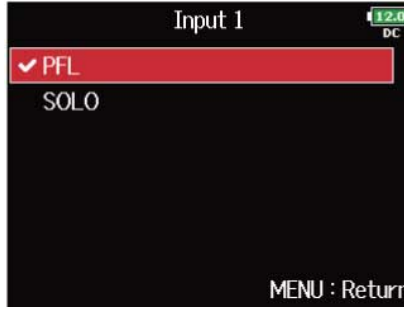 Input 1
12.0
DC
✔ PFL
SOLO
MENU : Return